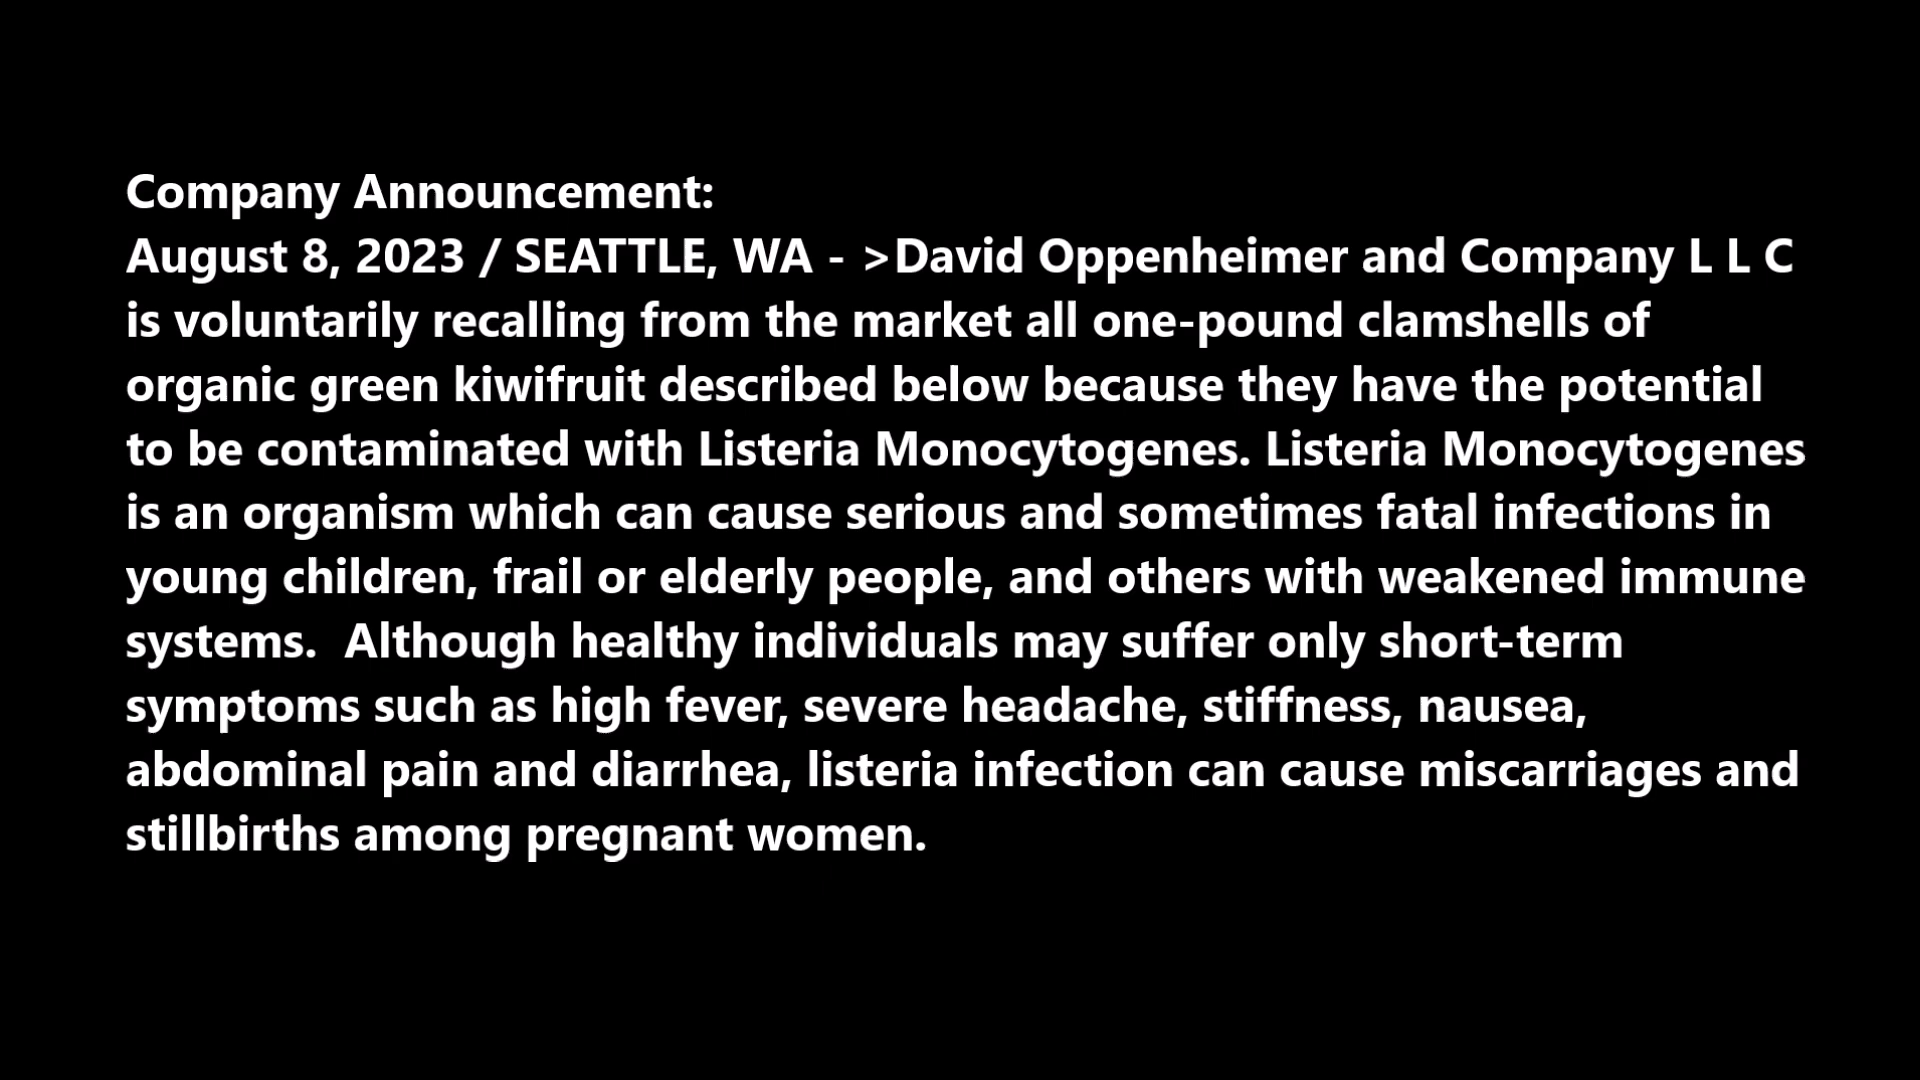 Company Announcement:
August 8, 2023 / SEATTLE, WA - >David Oppenheimer and Company L L C
is voluntarily recalling from the market all one-pound clamshells of
organic green kiwifruit described below because they have the potential
to be contaminated with Listeria Monocytogenes. Listeria Monocytogenes
is an organism which can cause serious and sometimes fatal infections in
young children, frail or elderly people, and others with weakened immune
systems.  Although healthy individuals may suffer only short-term
symptoms such as high fever, severe headache, stiffness, nausea,
abdominal pain and diarrhea, listeria infection can cause miscarriages and
stillbirths among pregnant women.